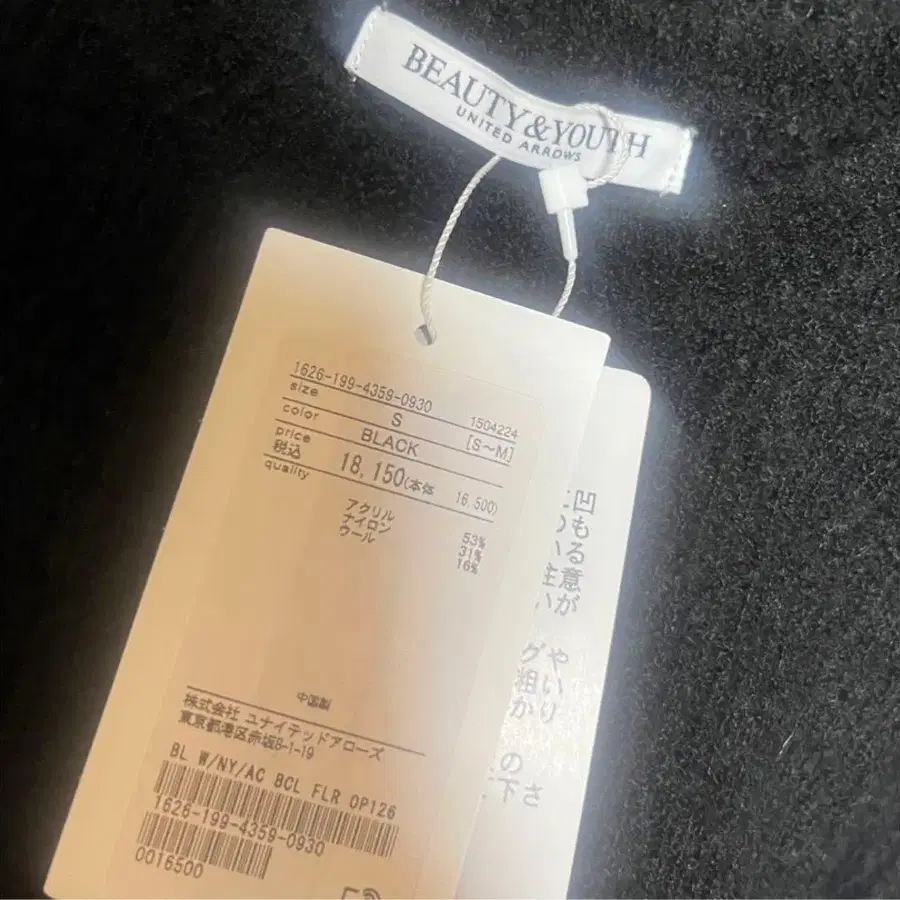 BEAUTY&YOUTH
UNITED ARROWS
1626-199-4359-0930
size S 1504224
color BLACK [S~M]
price
税込 18,150(本体 16,500)
quality
アクリル 53%
ナイロン 31%
ウール 16%
中国製
株式会社 ユナイテッドアローズ
東京都港区赤坂8-1-19
BL W/NY/AC BCL FLR OP126
1626-199-4359-0930
0016500
凹
も
る
注意
いが
グや
粗い
かり
の
下さ